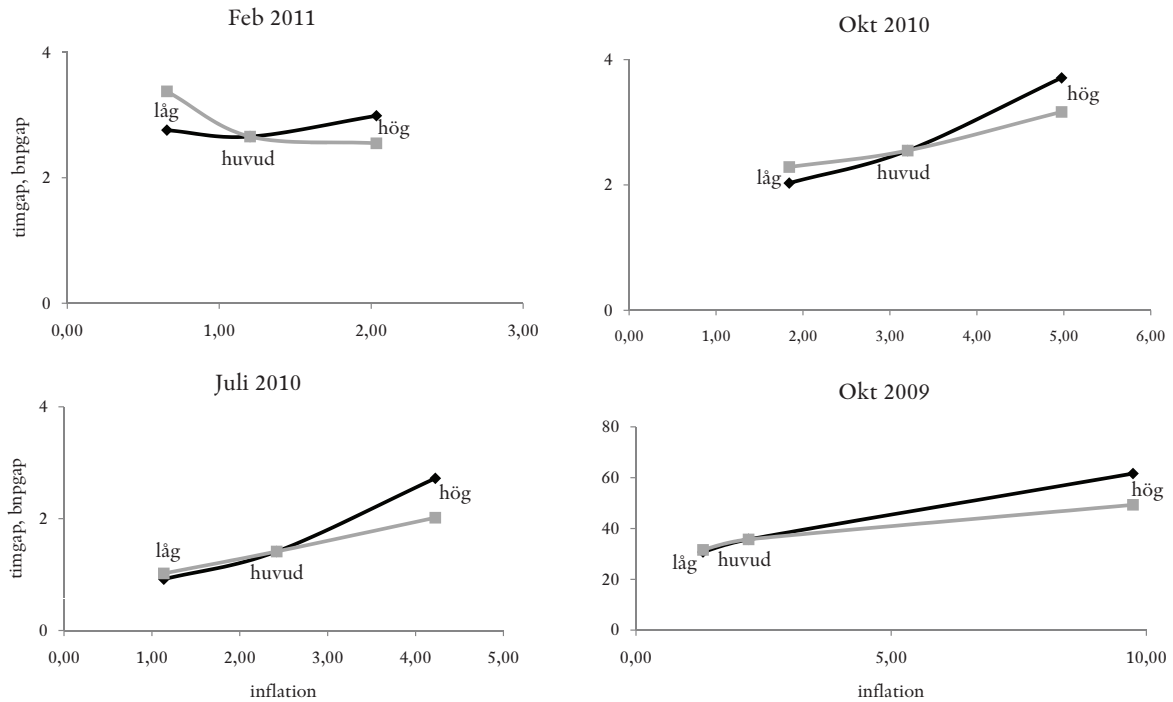 Feb 2011
4
2
0
timgap, bnpgap
låg
huvud
hög
0,00 1,00 2,00 3,00
Okt 2010
4
2
0
låg
huvud
hög
0,00 1,00 2,00 3,00 4,00 5,00 6,00
Juli 2010
4
2
0
timgap, bnpgap
låg
huvud
hög
0,00 1,00 2,00 3,00 4,00 5,00
inflation
Okt 2009
80
60
40
20
0
låg
huvud
hög
0,00 5,00 10,00
inflation